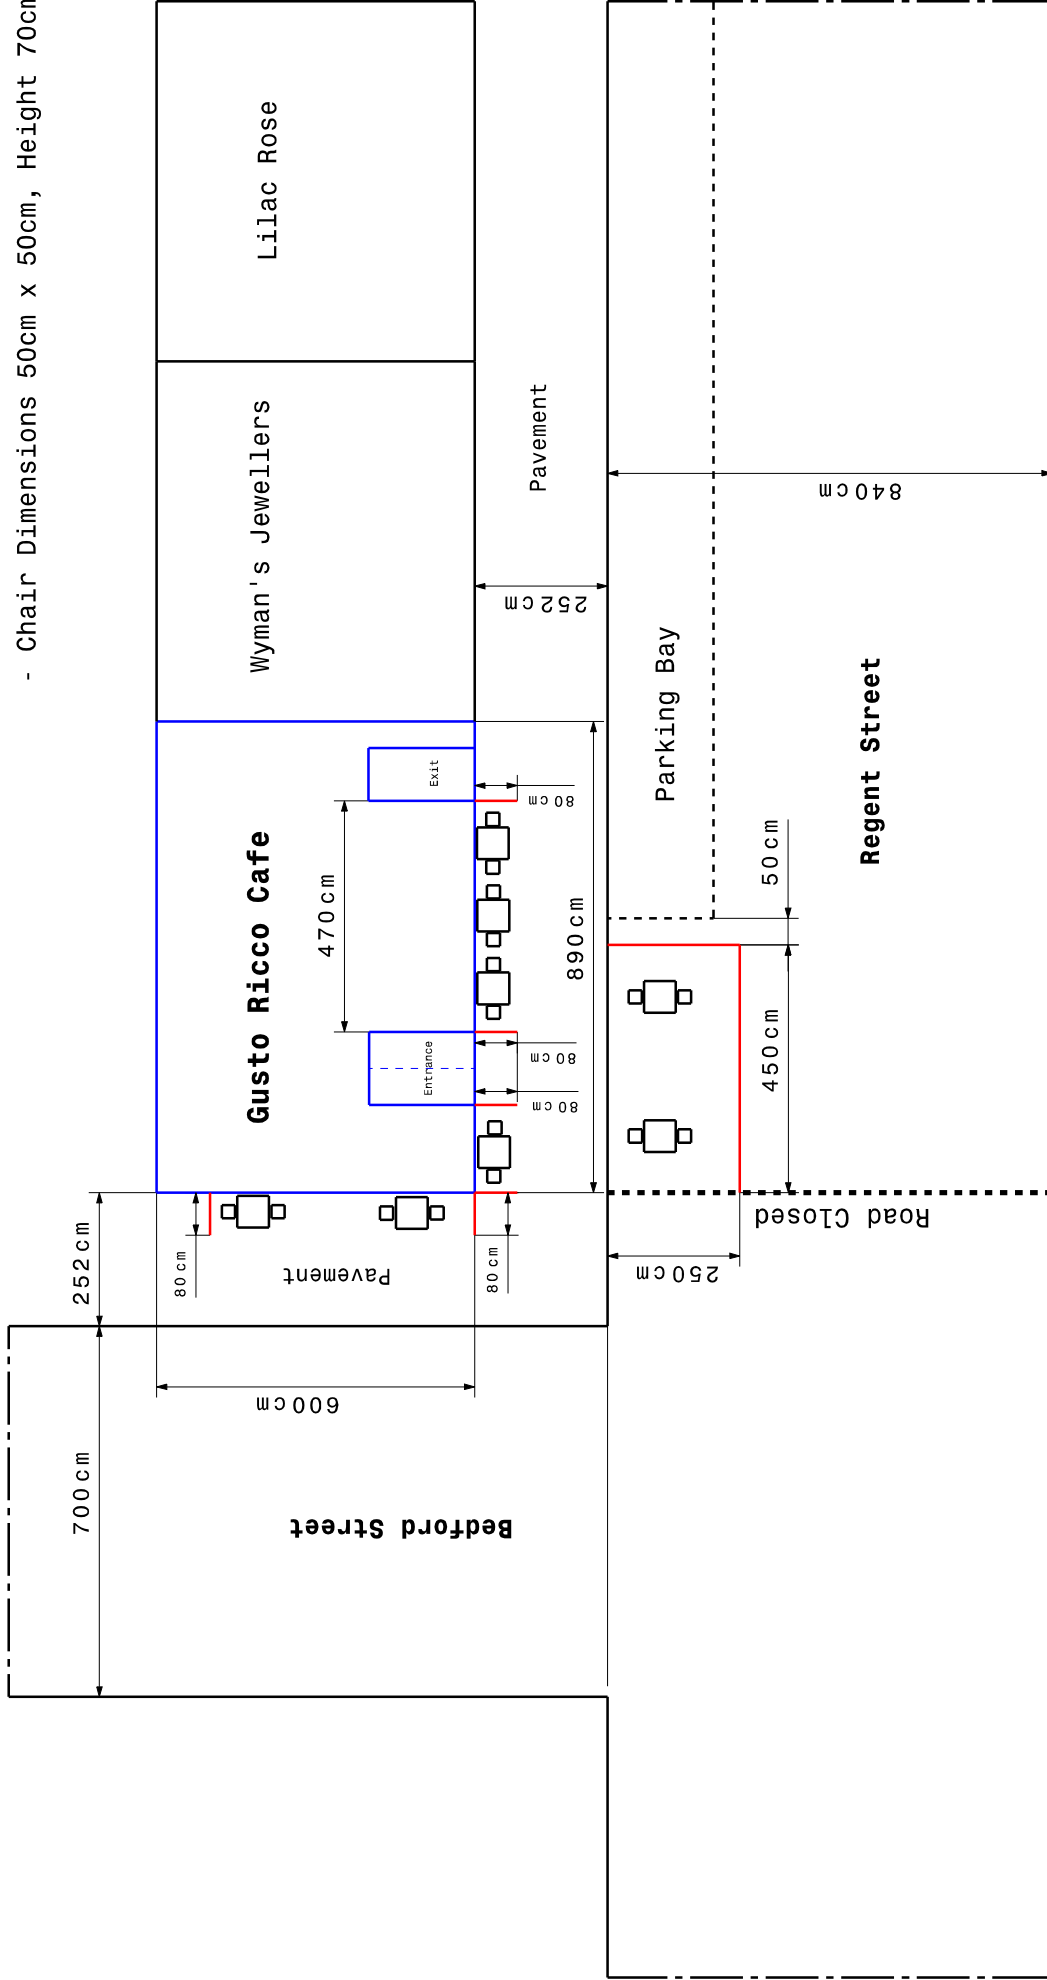 - Chair Dimensions 50cm x 50cm, Height 70cm
Lilac Rose
Wyman's Jewellers
Gusto Ricco Cafe
Exit
Entrance
470cm
80cm
80cm
80cm
890cm
Pavement
252cm
840cm
Parking Bay
Regent Street
50cm
450cm
Road Closed
250cm
252cm
80cm
Pavement
80cm
600cm
700cm
Bedford Street